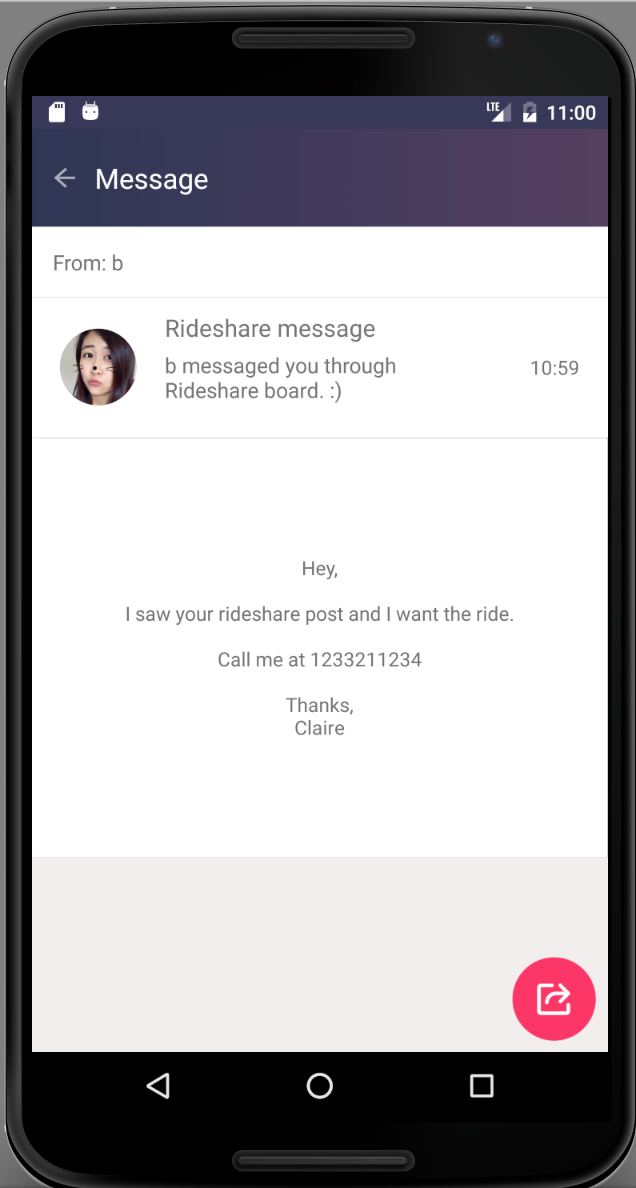 LTE 11:00
Message
From: b
Rideshare message
b messaged you through
Rideshare board. :)
10:59
Hey,
I saw your rideshare post and I want the ride.
Call me at 1233211234
Thanks,
Claire